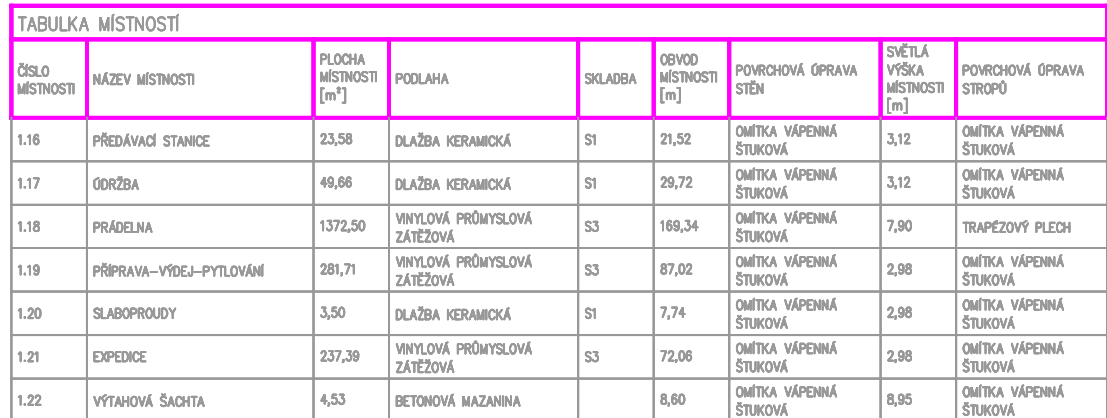 TABULKA MÍSTNOSTÍ
ČÍSLO MÍSTNOSTI NÁZEV MÍSTNOSTI PLOCHA MÍSTNOSTI [m²] PODLAHA SKLADBA OBVOD MÍSTNOSTI [m] POVRCHOVÁ ÚPRAVA STĚN SVĚTLÁ VÝŠKA MÍSTNOSTI [m] POVRCHOVÁ ÚPRAVA STROPŮ
1.16 PŘEDÁVACÍ STANICE 23,58 DLAŽBA KERAMICKÁ S1 21,52 OMÍTKA VÁPENNÁ ŠTUKOVÁ 3,12 OMÍTKA VÁPENNÁ ŠTUKOVÁ
1.17 ÚDRŽBA 49,66 DLAŽBA KERAMICKÁ S1 29,72 OMÍTKA VÁPENNÁ ŠTUKOVÁ 3,12 OMÍTKA VÁPENNÁ ŠTUKOVÁ
1.18 PRÁDELNA 1372,50 VINYLOVÁ PRŮMYSLOVÁ ZÁTĚŽOVÁ S3 169,34 OMÍTKA VÁPENNÁ ŠTUKOVÁ 7,90 TRAPÉZOVÝ PLECH
1.19 PŘÍPRAVA–VÝDEJ–PYTLOVÁNÍ 281,71 VINYLOVÁ PRŮMYSLOVÁ ZÁTĚŽOVÁ S3 87,02 OMÍTKA VÁPENNÁ ŠTUKOVÁ 2,98 OMÍTKA VÁPENNÁ ŠTUKOVÁ
1.20 SLABOPROUDY 3,50 DLAŽBA KERAMICKÁ S1 7,74 OMÍTKA VÁPENNÁ ŠTUKOVÁ 2,98 OMÍTKA VÁPENNÁ ŠTUKOVÁ
1.21 EXPEDICE 237,39 VINYLOVÁ PRŮMYSLOVÁ ZÁTĚŽOVÁ S3 72,06 OMÍTKA VÁPENNÁ ŠTUKOVÁ 2,98 OMÍTKA VÁPENNÁ ŠTUKOVÁ
1.22 VÝTAHOVÁ ŠACHTA 4,53 BETONOVÁ MAZANINA 8,60 OMÍTKA VÁPENNÁ ŠTUKOVÁ 8,95 OMÍTKA VÁPENNÁ ŠTUKOVÁ